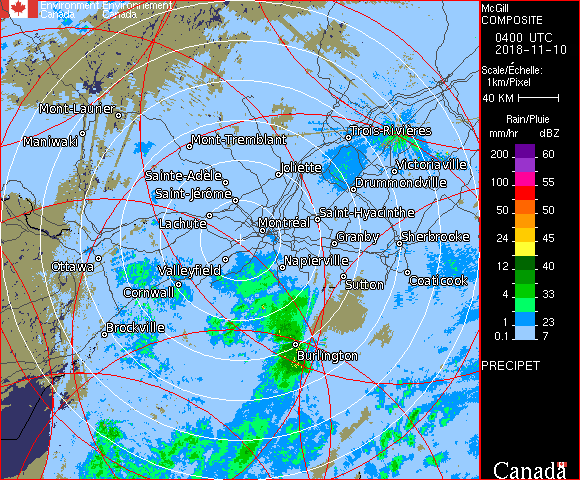 Environment Environnement
Canada Canada
McGill
COMPOSITE
0400 UTC
2018-11-10
Scale/Échelle:
1km/Pixel
40 KM
Rain/Pluie
mm/hr dBZ
200 60
100 55
50 50
24 45
12 40
4 33
1 23
0.1 7
PRECIPET
Canada
Mont-Laurier
Maniwaki
Mont-Tremblant
Trois-Rivières
Sainte-Adèle
Joliette
Victoriaville
Saint-Jérôme
Drummondville
Lachute
Montréal
Saint-Hyacinthe
Ottawa
Granby
Sherbrooke
Valleyfield
Napierville
Cornwall
Sutton
Coaticook
Brockville
Burlington